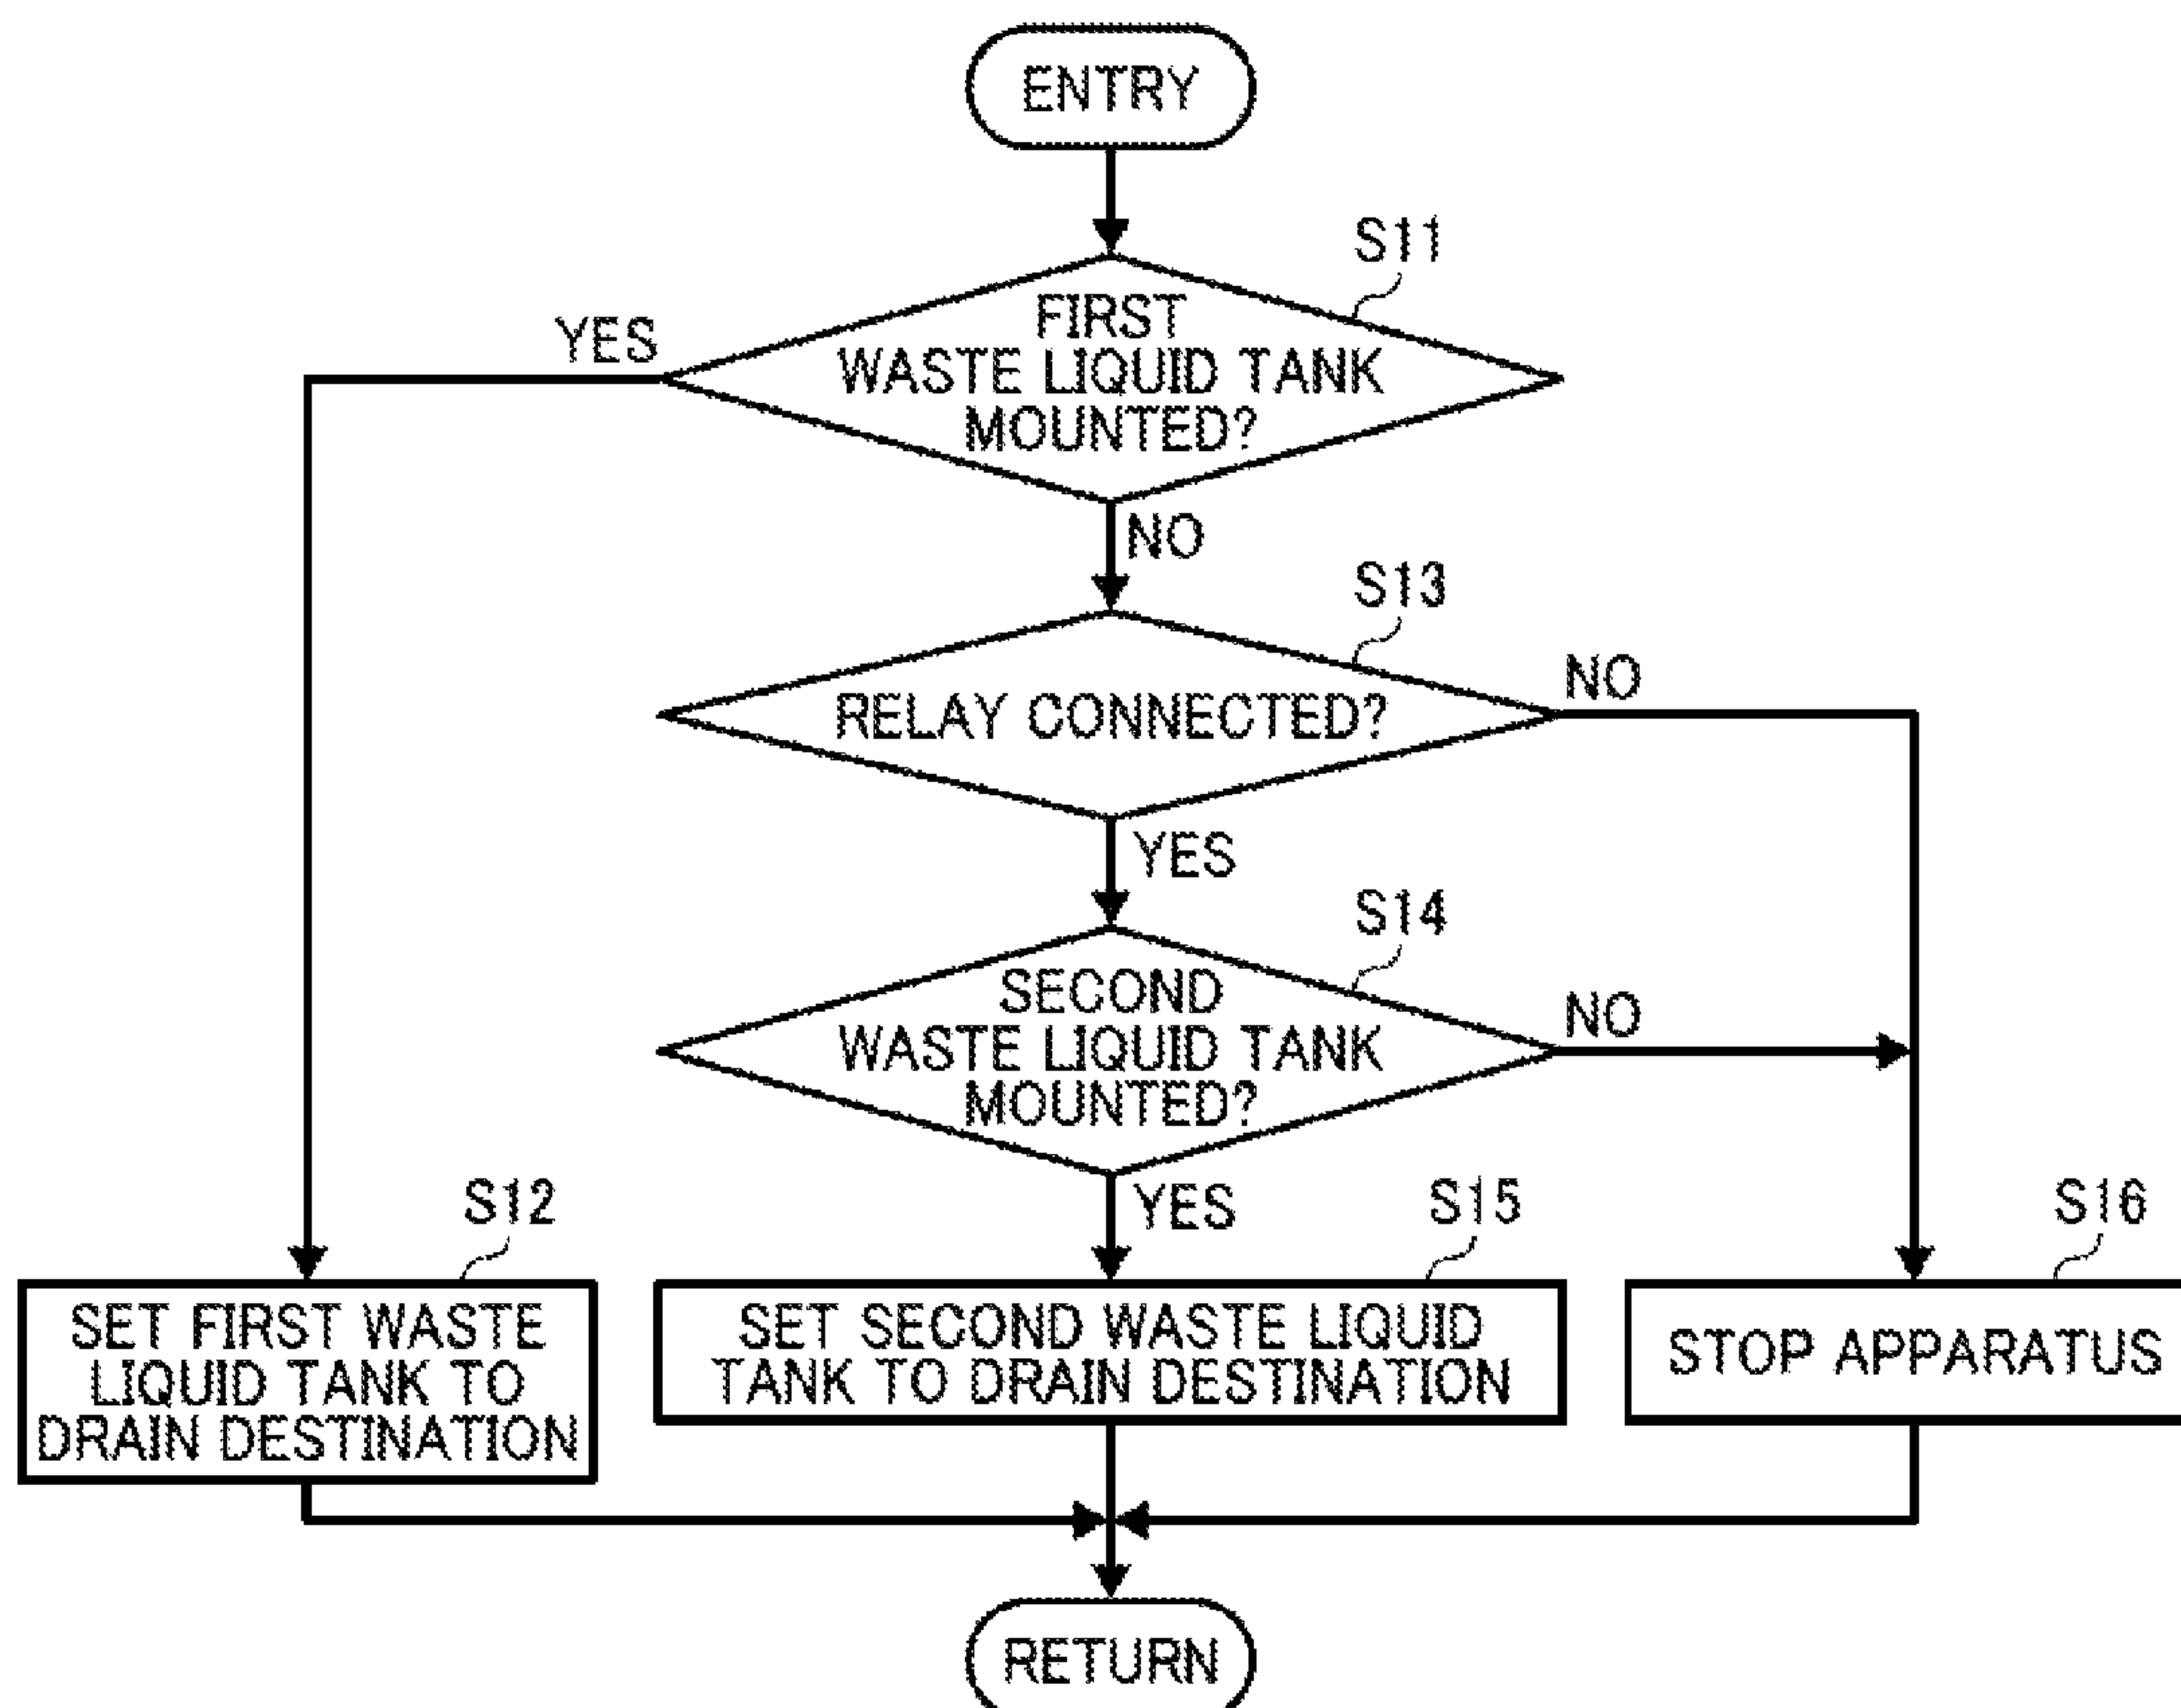 ENTRY
S11
FIRST
WASTE LIQUID TANK
MOUNTED?
YES
NO
S13
RELAY CONNECTED?
NO
YES
S14
SECOND
WASTE LIQUID TANK
MOUNTED?
NO
YES
S12
SET FIRST WASTE
LIQUID TANK TO
DRAIN DESTINATION
S15
SET SECOND WASTE LIQUID
TANK TO DRAIN DESTINATION
S16
STOP APPARATUS
RETURN